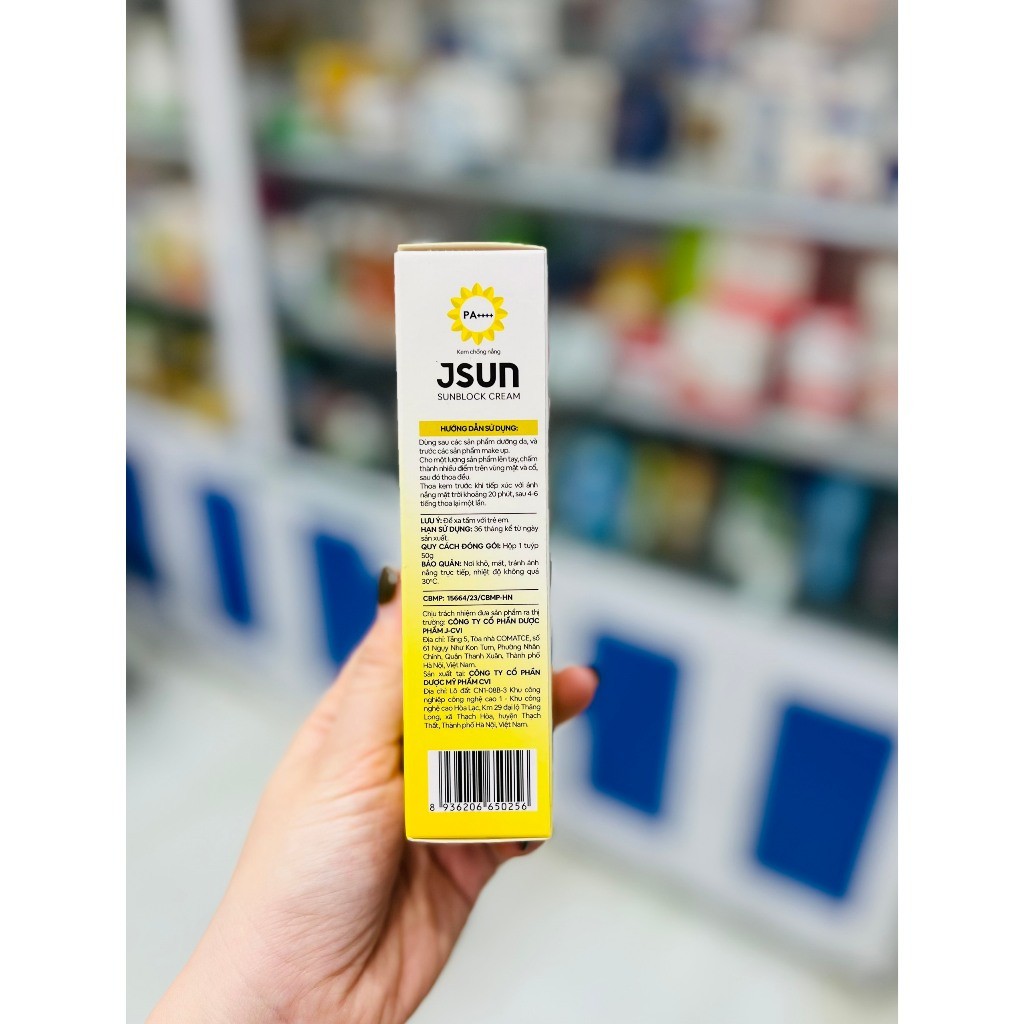 PA++++
Kem chống nắng
JSUN
SUNBLOCK CREAM
HƯỚNG DẪN SỬ DỤNG:
Dùng sau các sản phẩm dưỡng da, và
trước các sản phẩm make up.
Cho một lượng sản phẩm lên tay, chấm
thành nhiều điểm trên vùng mặt và cổ,
sau đó thoa đều.
Thoa kem trước khi tiếp xúc với ánh
nắng mặt trời khoảng 20 phút, sau 4-6
tiếng thoa lại một lần.
LƯU Ý: Để xa tầm với trẻ em.
HẠN SỬ DỤNG: 36 tháng kể từ ngày
sản xuất.
QUY CÁCH ĐÓNG GÓI: Hộp 1 tuýp
50g
BẢO QUẢN: Nơi khô, mát, tránh ánh
nắng trực tiếp, nhiệt độ không quá
30°C.
CBMP: 15664/23/CBMP-HN
Chịu trách nhiệm đưa sản phẩm ra thị
trường: CÔNG TY CỔ PHẦN DƯỢC
PHẨM J-CVI
Địa chỉ: Tầng 5, Tòa nhà COMATCE, số
61 Ngụy Như Kon Tum, Phường Nhân
Chính, Quận Thanh Xuân, Thành phố
Hà Nội, Việt Nam.
Sản xuất tại: CÔNG TY CỔ PHẦN
DƯỢC MỸ PHẨM CVI
Địa chỉ: Lô đất CN1-08B-3 Khu công
nghiệp công nghệ cao 1 - Khu công
nghệ cao Hòa Lạc, Km 29 đại lộ Thăng
Long, xã Thạch Hòa, huyện Thạch
Thất, Thành phố Hà Nội, Việt Nam.
8 936206 650256